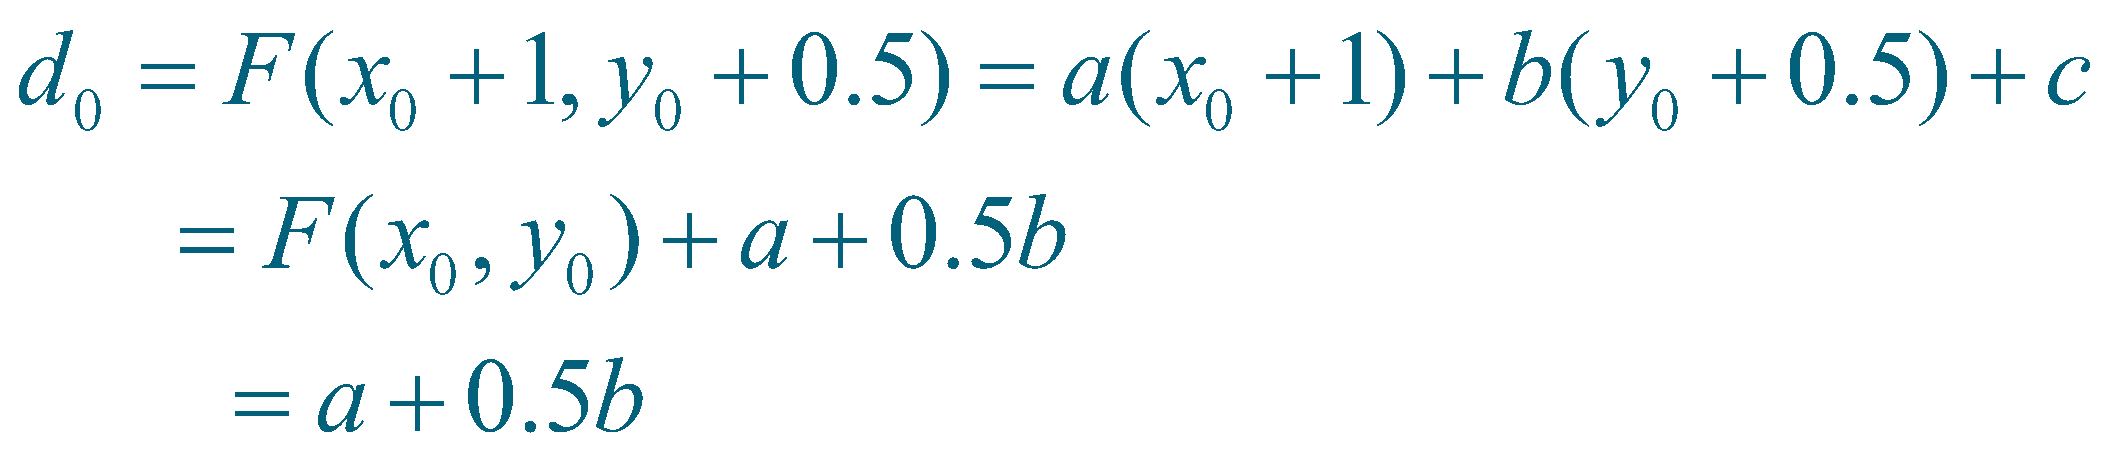 d₀ = F(x₀ + 1, y₀ + 0.5) = a(x₀ + 1) + b(y₀ + 0.5) + c
= F(x₀, y₀) + a + 0.5b
= a + 0.5b